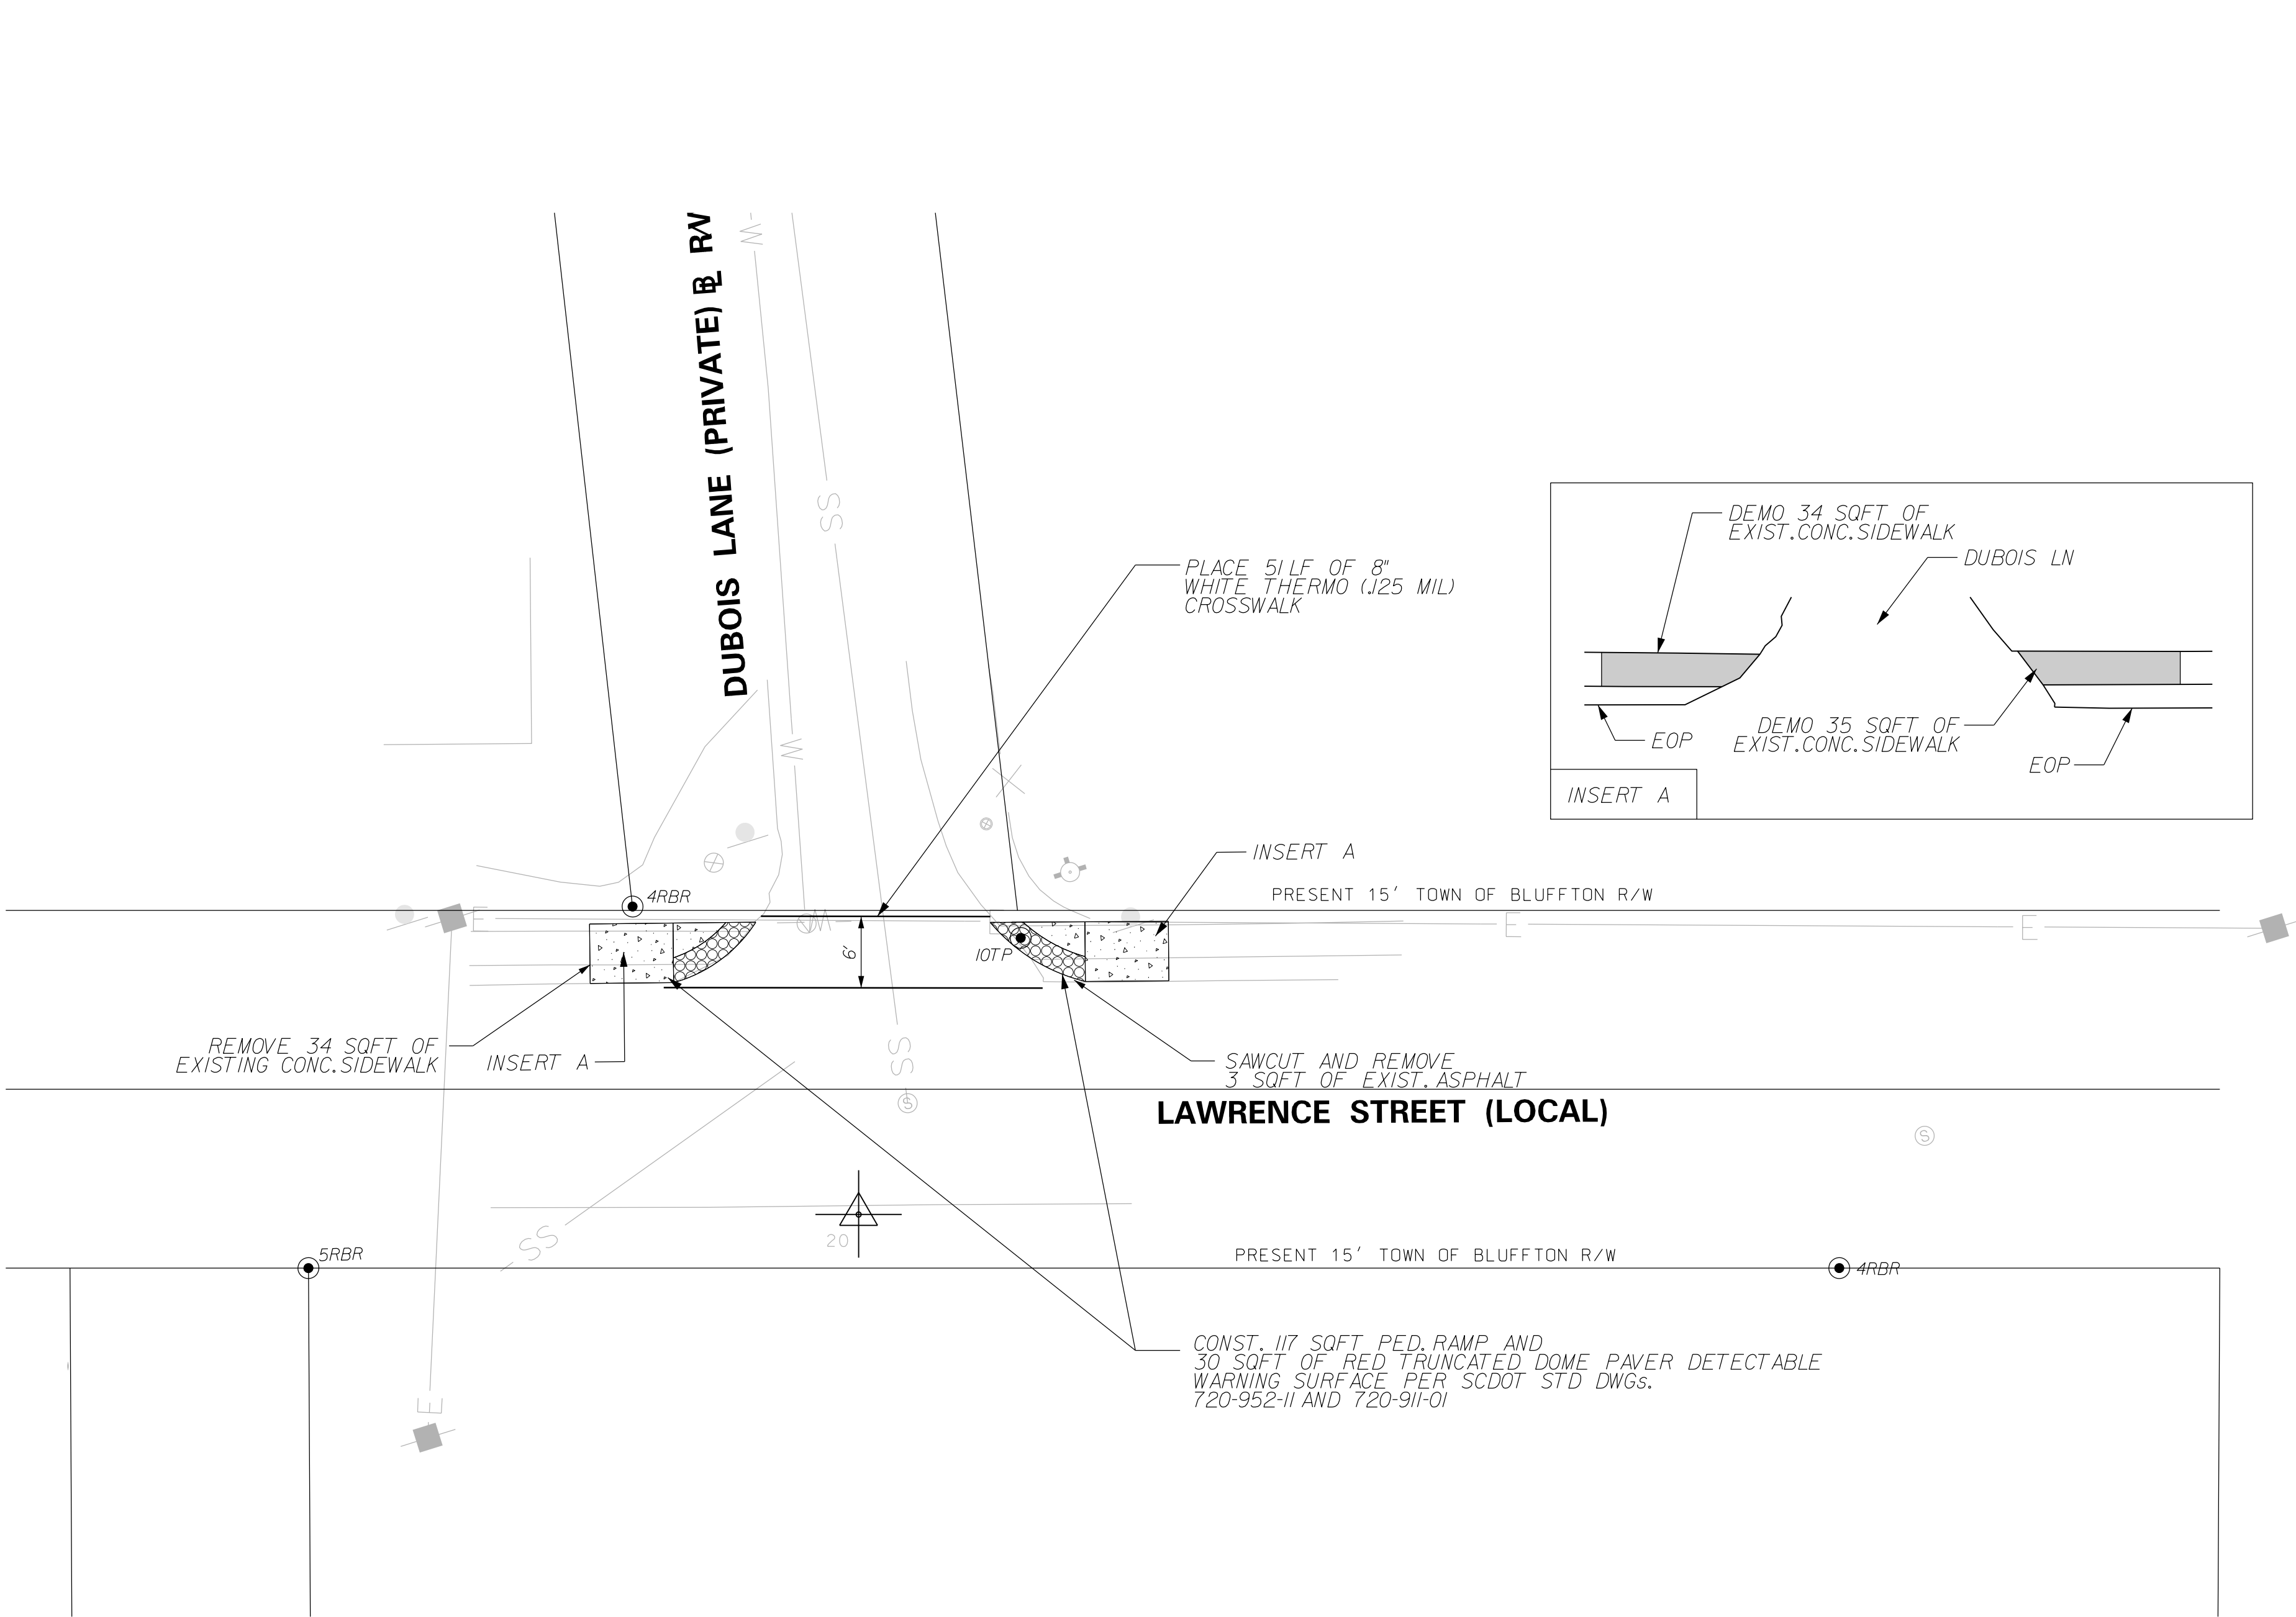 DUBOIS LANE (PRIVATE)
W
SS
W
PLACE 51 LF OF 8"
WHITE THERMO (.125 MIL)
CROSSWALK
DEMO 34 SQFT OF
EXIST.CONC.SIDEWALK
DUBOIS LN
EOP
DEMO 35 SQFT OF
EXIST.CONC.SIDEWALK
EOP
INSERT A
INSERT A
4RBR
PRESENT 15' TOWN OF BLUFFTON R/W
E
W
E
E
6'
10TP
REMOVE 34 SQFT OF
EXISTING CONC.SIDEWALK
INSERT A
SS
SAWCUT AND REMOVE
3 SQFT OF EXIST. ASPHALT
S
LAWRENCE STREET (LOCAL)
S
SS
20
5RBR
PRESENT 15' TOWN OF BLUFFTON R/W
4RBR
CONST. 117 SQFT PED. RAMP AND
30 SQFT OF RED TRUNCATED DOME PAVER DETECTABLE
WARNING SURFACE PER SCDOT STD DWGs.
720-952-11 AND 720-911-01
E